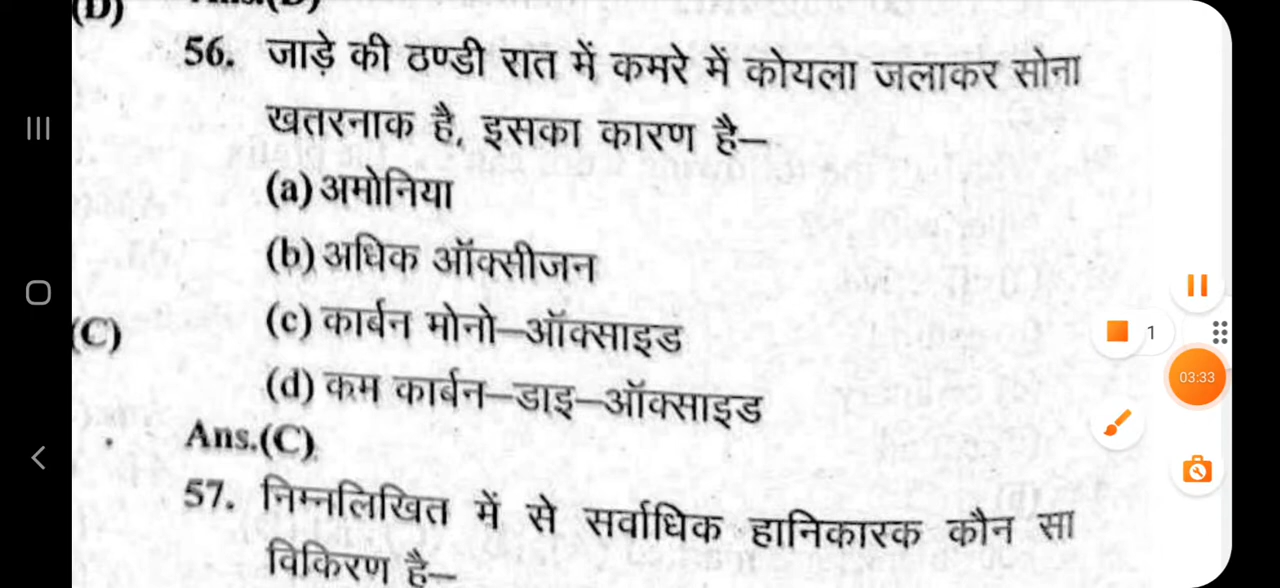 (D)
56. जाड़े की ठण्डी रात में कमरे में कोयला जलाकर सोना
खतरनाक है, इसका कारण है–
(a) अमोनिया
(b) अधिक ऑक्सीजन
(C)
(c) कार्बन मोनो–ऑक्साइड
(d) कम कार्बन–डाइ–ऑक्साइड
Ans.(C)
57. निम्नलिखित में से सर्वाधिक हानिकारक कौन सा
विकिरण है–
1
03:33